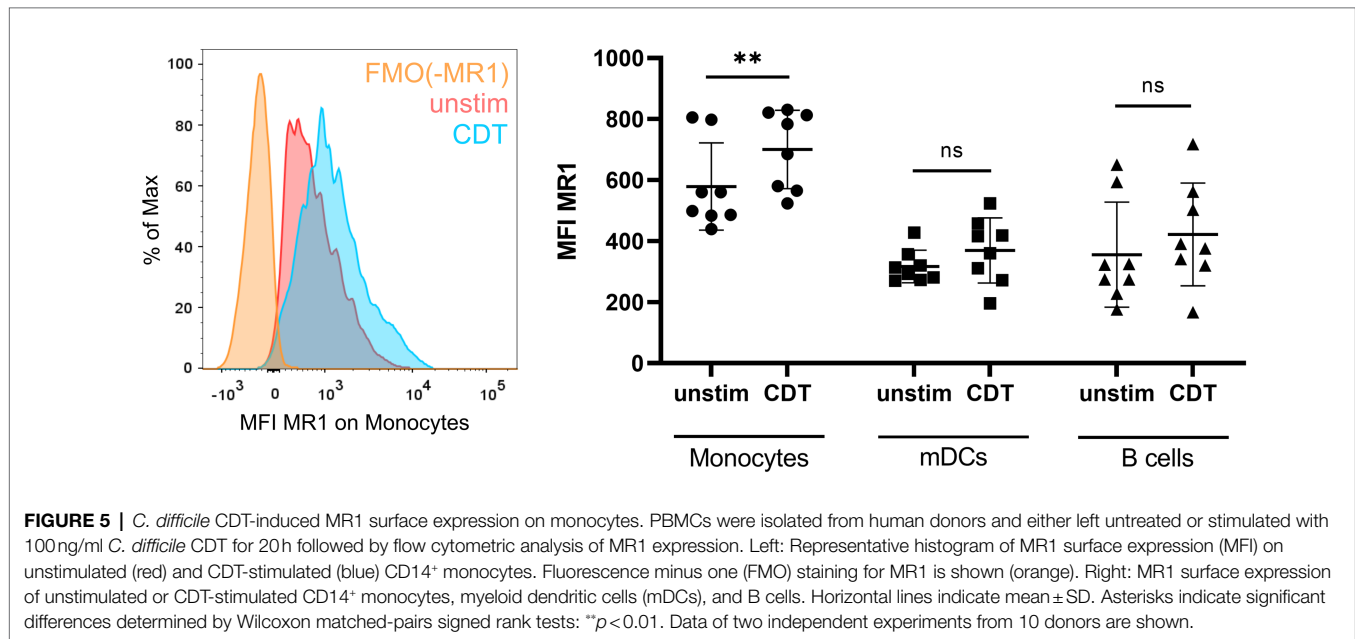 100
80
60
40
20
0
% of Max
FMO(-MR1)
unstim
CDT
-10³ 0 10³ 10⁴ 10⁵
MFI MR1 on Monocytes
1000
800
600
400
200
0
MFI MR1
**
ns
ns
unstim CDT unstim CDT unstim CDT
Monocytes mDCs B cells
FIGURE 5 | C. difficile CDT-induced MR1 surface expression on monocytes. PBMCs were isolated from human donors and either left untreated or stimulated with
100 ng/ml C. difficile CDT for 20 h followed by flow cytometric analysis of MR1 expression. Left: Representative histogram of MR1 surface expression (MFI) on
unstimulated (red) and CDT-stimulated (blue) CD14⁺ monocytes. Fluorescence minus one (FMO) staining for MR1 is shown (orange). Right: MR1 surface expression
of unstimulated or CDT-stimulated CD14⁺ monocytes, myeloid dendritic cells (mDCs), and B cells. Horizontal lines indicate mean ± SD. Asterisks indicate significant
differences determined by Wilcoxon matched-pairs signed rank tests: **p < 0.01. Data of two independent experiments from 10 donors are shown.